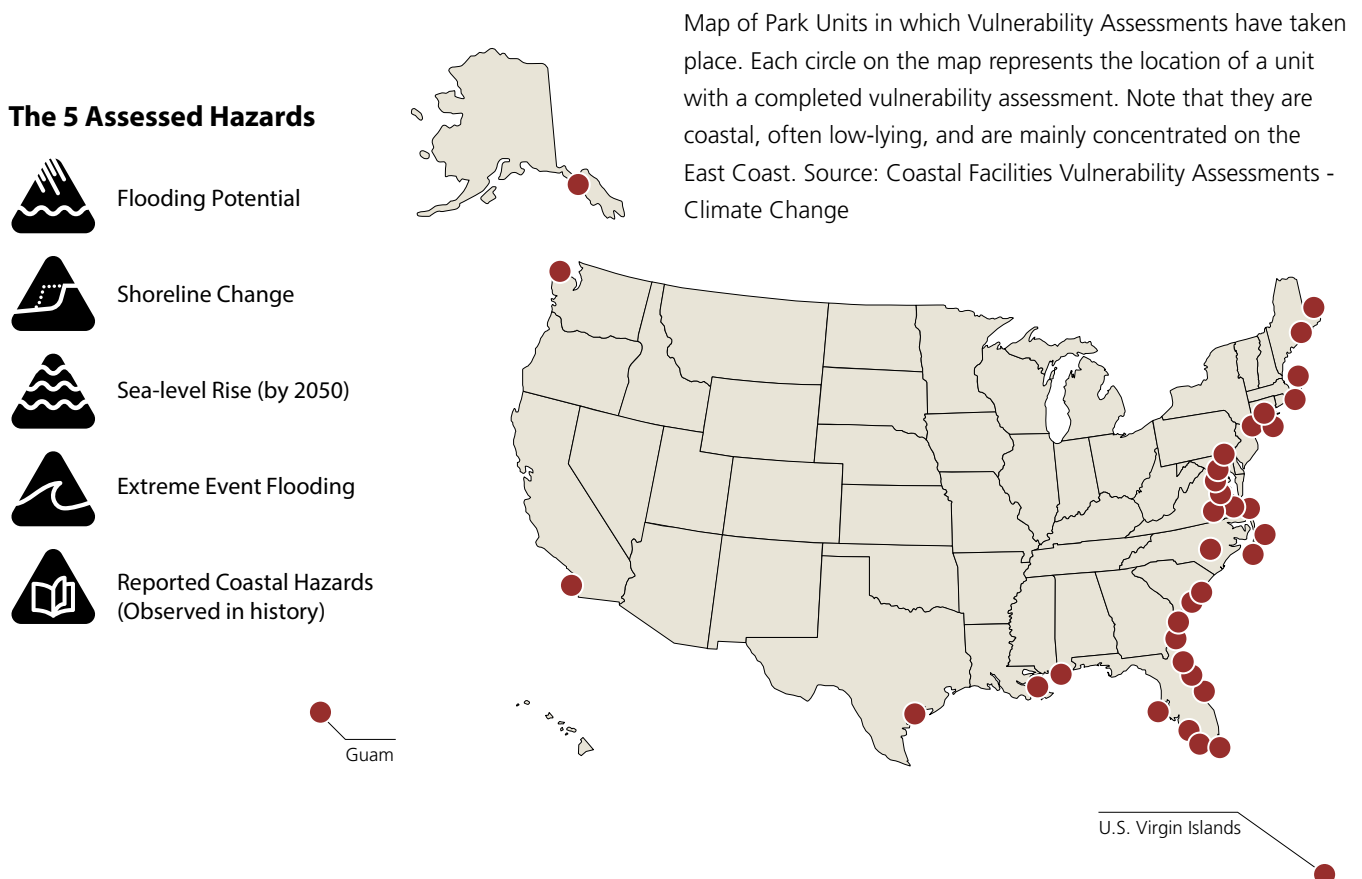 Map of Park Units in which Vulnerability Assessments have taken
place. Each circle on the map represents the location of a unit
with a completed vulnerability assessment. Note that they are
coastal, often low-lying, and are mainly concentrated on the
East Coast. Source: Coastal Facilities Vulnerability Assessments -
Climate Change
The 5 Assessed Hazards
Flooding Potential
Shoreline Change
Sea-level Rise (by 2050)
Extreme Event Flooding
Reported Coastal Hazards
(Observed in history)
Guam
U.S. Virgin Islands